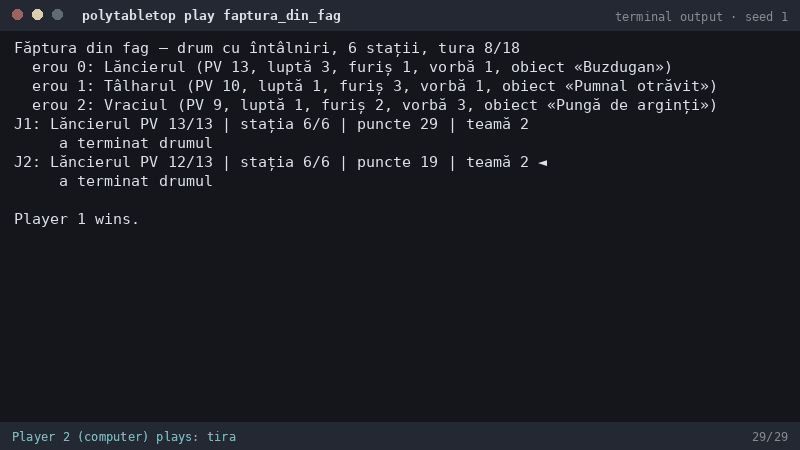 polytabletop play faptura_din_fag
terminal output · seed 1
Făptura din fag — drum cu întâlniri, 6 stații, tura 8/18
erou 0: Lăncierul (PV 13, luptă 3, furiș 1, vorbă 1, obiect «Buzdugan»)
erou 1: Tâlharul (PV 10, luptă 1, furiș 3, vorbă 1, obiect «Pumnal otrăvit»)
erou 2: Vraciul (PV 9, luptă 1, furiș 2, vorbă 3, obiect «Pungă de arginți»)
J1: Lăncierul PV 13/13 | stația 6/6 | puncte 29 | teamă 2
a terminat drumul
J2: Lăncierul PV 12/13 | stația 6/6 | puncte 19 | teamă 2 ◄
a terminat drumul
Player 1 wins.
Player 2 (computer) plays: tira
29/29